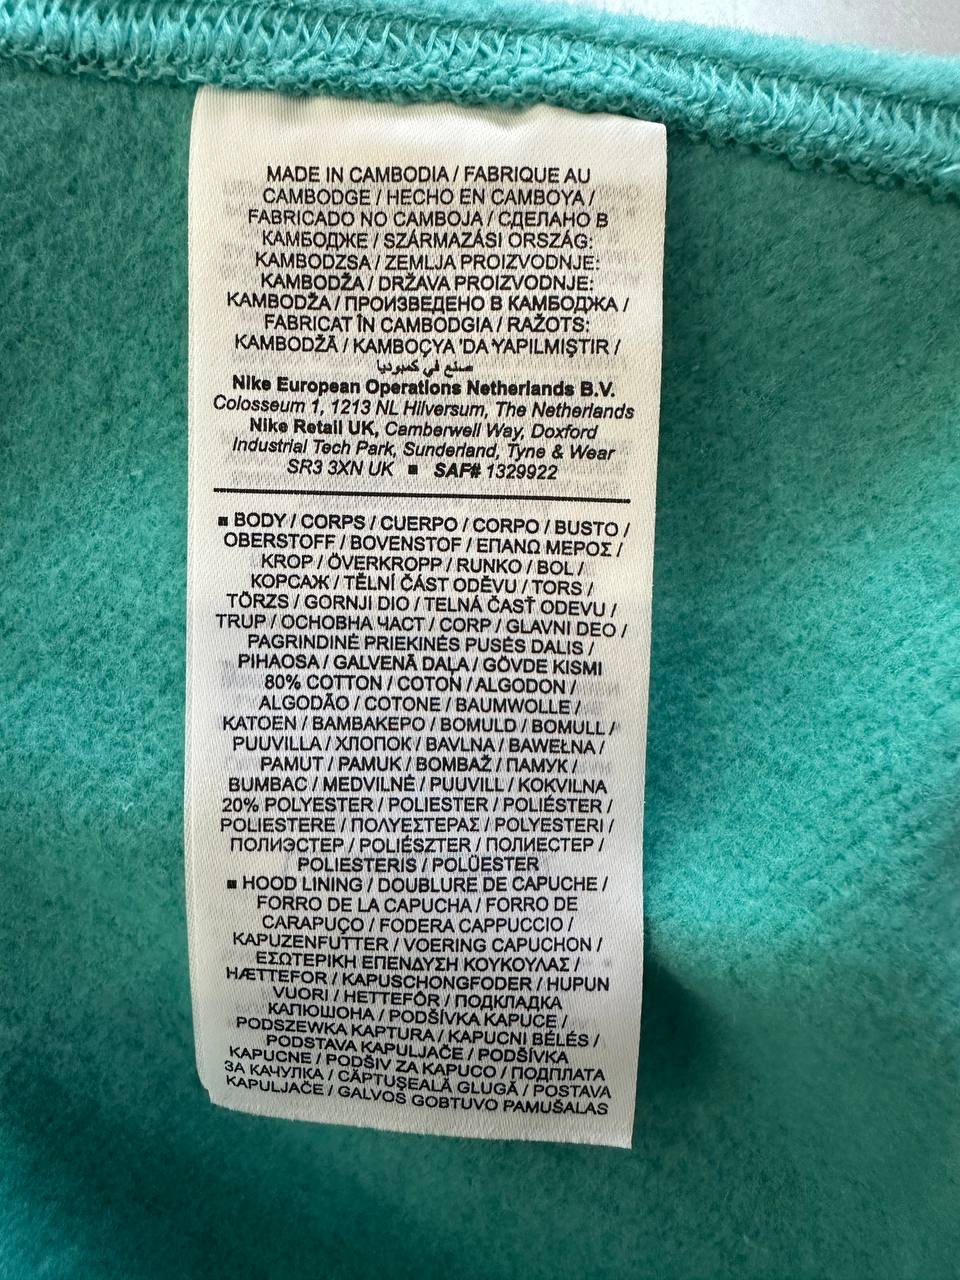 MADE IN CAMBODIA / FABRIQUE AU
CAMBODGE / HECHO EN CAMBOYA /
FABRICADO NO CAMBOJA / СДЕЛАНО В
КАМБОДЖЕ / SZÁRMAZÁSI ORSZÁG:
KAMBODZSA / ZEMLJA PROIZVODNJE:
KAMBODŽA / DRŽAVA PROIZVODNJE:
KAMBODŽA / ПРОИЗВЕДЕНО В КАМБОДЖА /
FABRICAT ÎN CAMBODGIA / RAŽOTS:
KAMBODŽĀ / KAMBOÇYA 'DA YAPILMIŞTIR /
صنع في كمبوديا
Nike European Operations Netherlands B.V.
Colosseum 1, 1213 NL Hilversum, The Netherlands
Nike Retail UK, Camberwell Way, Doxford
Industrial Tech Park, Sunderland, Tyne & Wear
SR3 3XN UK ■ SAF# 1329922
■ BODY / CORPS / CUERPO / CORPO / BUSTO /
OBERSTOFF / BOVENSTOF / ΕΠΑΝΩ ΜΕΡΟΣ /
KROP / ÖVERKROPP / RUNKO / BOL /
КОРСАЖ / TĚLNÍ ČÁST ODĚVU / TORS /
TÖRZS / GORNJI DIO / TELNÁ ČASŤ ODEVU /
TRUP / ОСНОВНА ЧАСТ / CORP / GLAVNI DEO /
PAGRINDINĖ PRIEKINĖS PUSĖS DALIS /
PIHAOSA / GALVENĀ DAĻA / GÖVDE KISMI
80% COTTON / COTON / ALGODON /
ALGODÃO / COTONE / BAUMWOLLE /
KATOEN / ΒΑΜΒΑΚΕΡΟ / BOMULD / BOMULL /
PUUVILLA / ХЛОПОК / BAVLNA / BAWEŁNA /
PAMUT / PAMUK / BOMBAŽ / ПАМУК /
BUMBAC / MEDVILNĖ / PUUVILL / KOKVILNA
20% POLYESTER / POLIESTER / POLIÉSTER /
POLIESTERE / ΠΟΛΥΕΣΤΕΡΑΣ / POLYESTERI /
ПОЛИЭСТЕР / POLIÉSZTER / ПОЛИЕСТЕР /
POLIESTERIS / POLÜESTER
■ HOOD LINING / DOUBLURE DE CAPUCHE /
FORRO DE LA CAPUCHA / FORRO DE
CARAPUÇO / FODERA CAPPUCCIO /
KAPUZENFUTTER / VOERING CAPUCHON /
ΕΣΩΤΕΡΙΚΗ ΕΠΕΝΔΥΣΗ ΚΟΥΚΟΥΛΑΣ /
HÆTTEFOR / KAPUSCHONGFODER / HUPUN
VUORI / HETTEFÔR / ПОДКЛАДКА
КАПЮШОНА / PODŠÍVKA KAPUCE /
PODSZEWKA KAPTURA / KAPUCNI BÉLÉS /
PODSTAVA KAPULJAČE / PODŠÍVKA
KAPUCNE / PODŠIV ZA KAPUCO / ПОДПЛАТА
ЗА КАЧУЛКА / CĂPTUŞEALĂ GLUGĂ / POSTAVA
KAPULJAČE / GALVOS GOBTUVO PAMUŠALAS